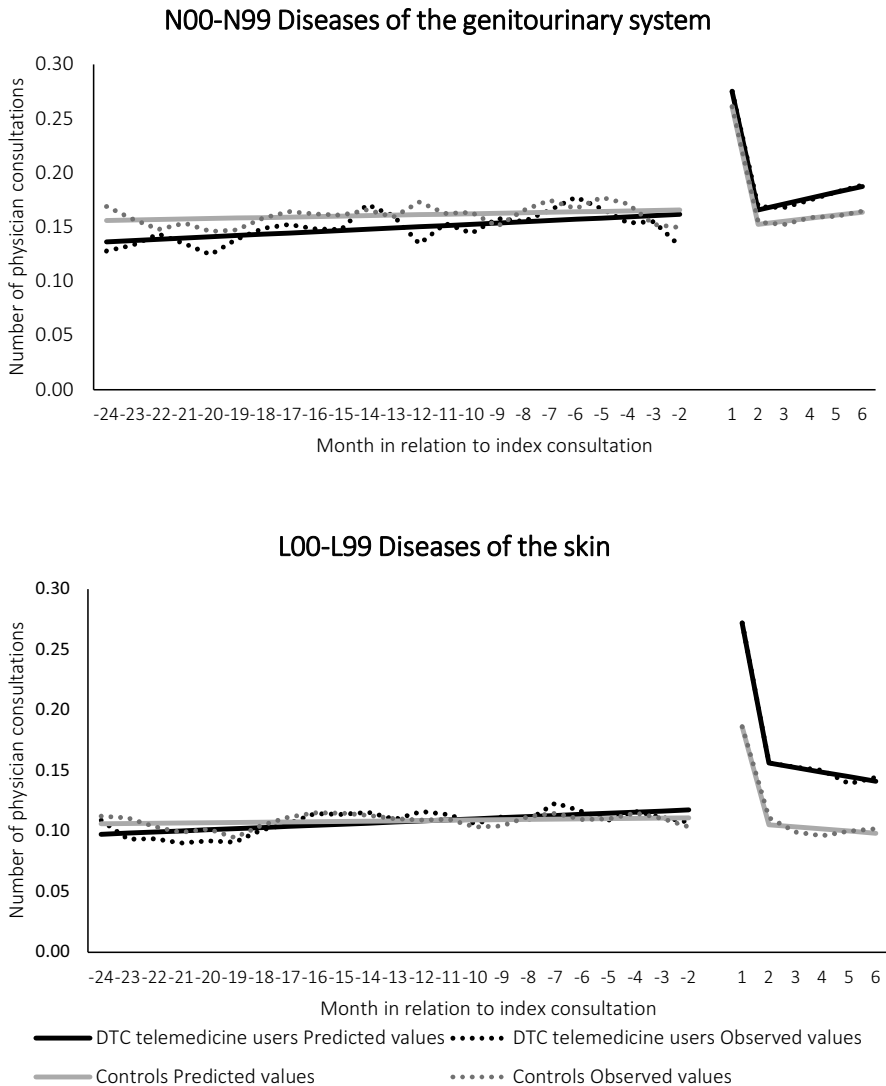 N00-N99 Diseases of the genitourinary system
Number of physician consultations
0.30
0.25
0.20
0.15
0.10
0.05
0.00
-24-23-22-21-20-19-18-17-16-15-14-13-12-11-10 -9 -8 -7 -6 -5 -4 -3 -2 1 2 3 4 5 6
Month in relation to index consultation
L00-L99 Diseases of the skin
Number of physician consultations
0.30
0.25
0.20
0.15
0.10
0.05
0.00
-24-23-22-21-20-19-18-17-16-15-14-13-12-11-10 -9 -8 -7 -6 -5 -4 -3 -2 1 2 3 4 5 6
Month in relation to index consultation
DTC telemedicine users Predicted values DTC telemedicine users Observed values
Controls Predicted values Controls Observed values